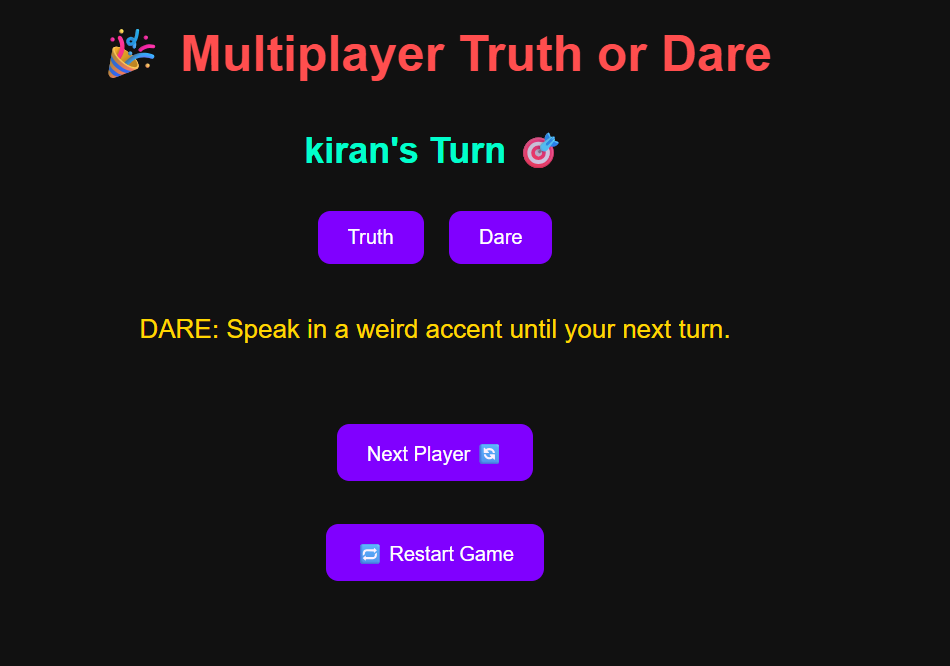 🎉 Multiplayer Truth or Dare
kiran's Turn 🎯
Truth Dare
DARE: Speak in a weird accent until your next turn.
Next Player 🔄
🔁 Restart Game